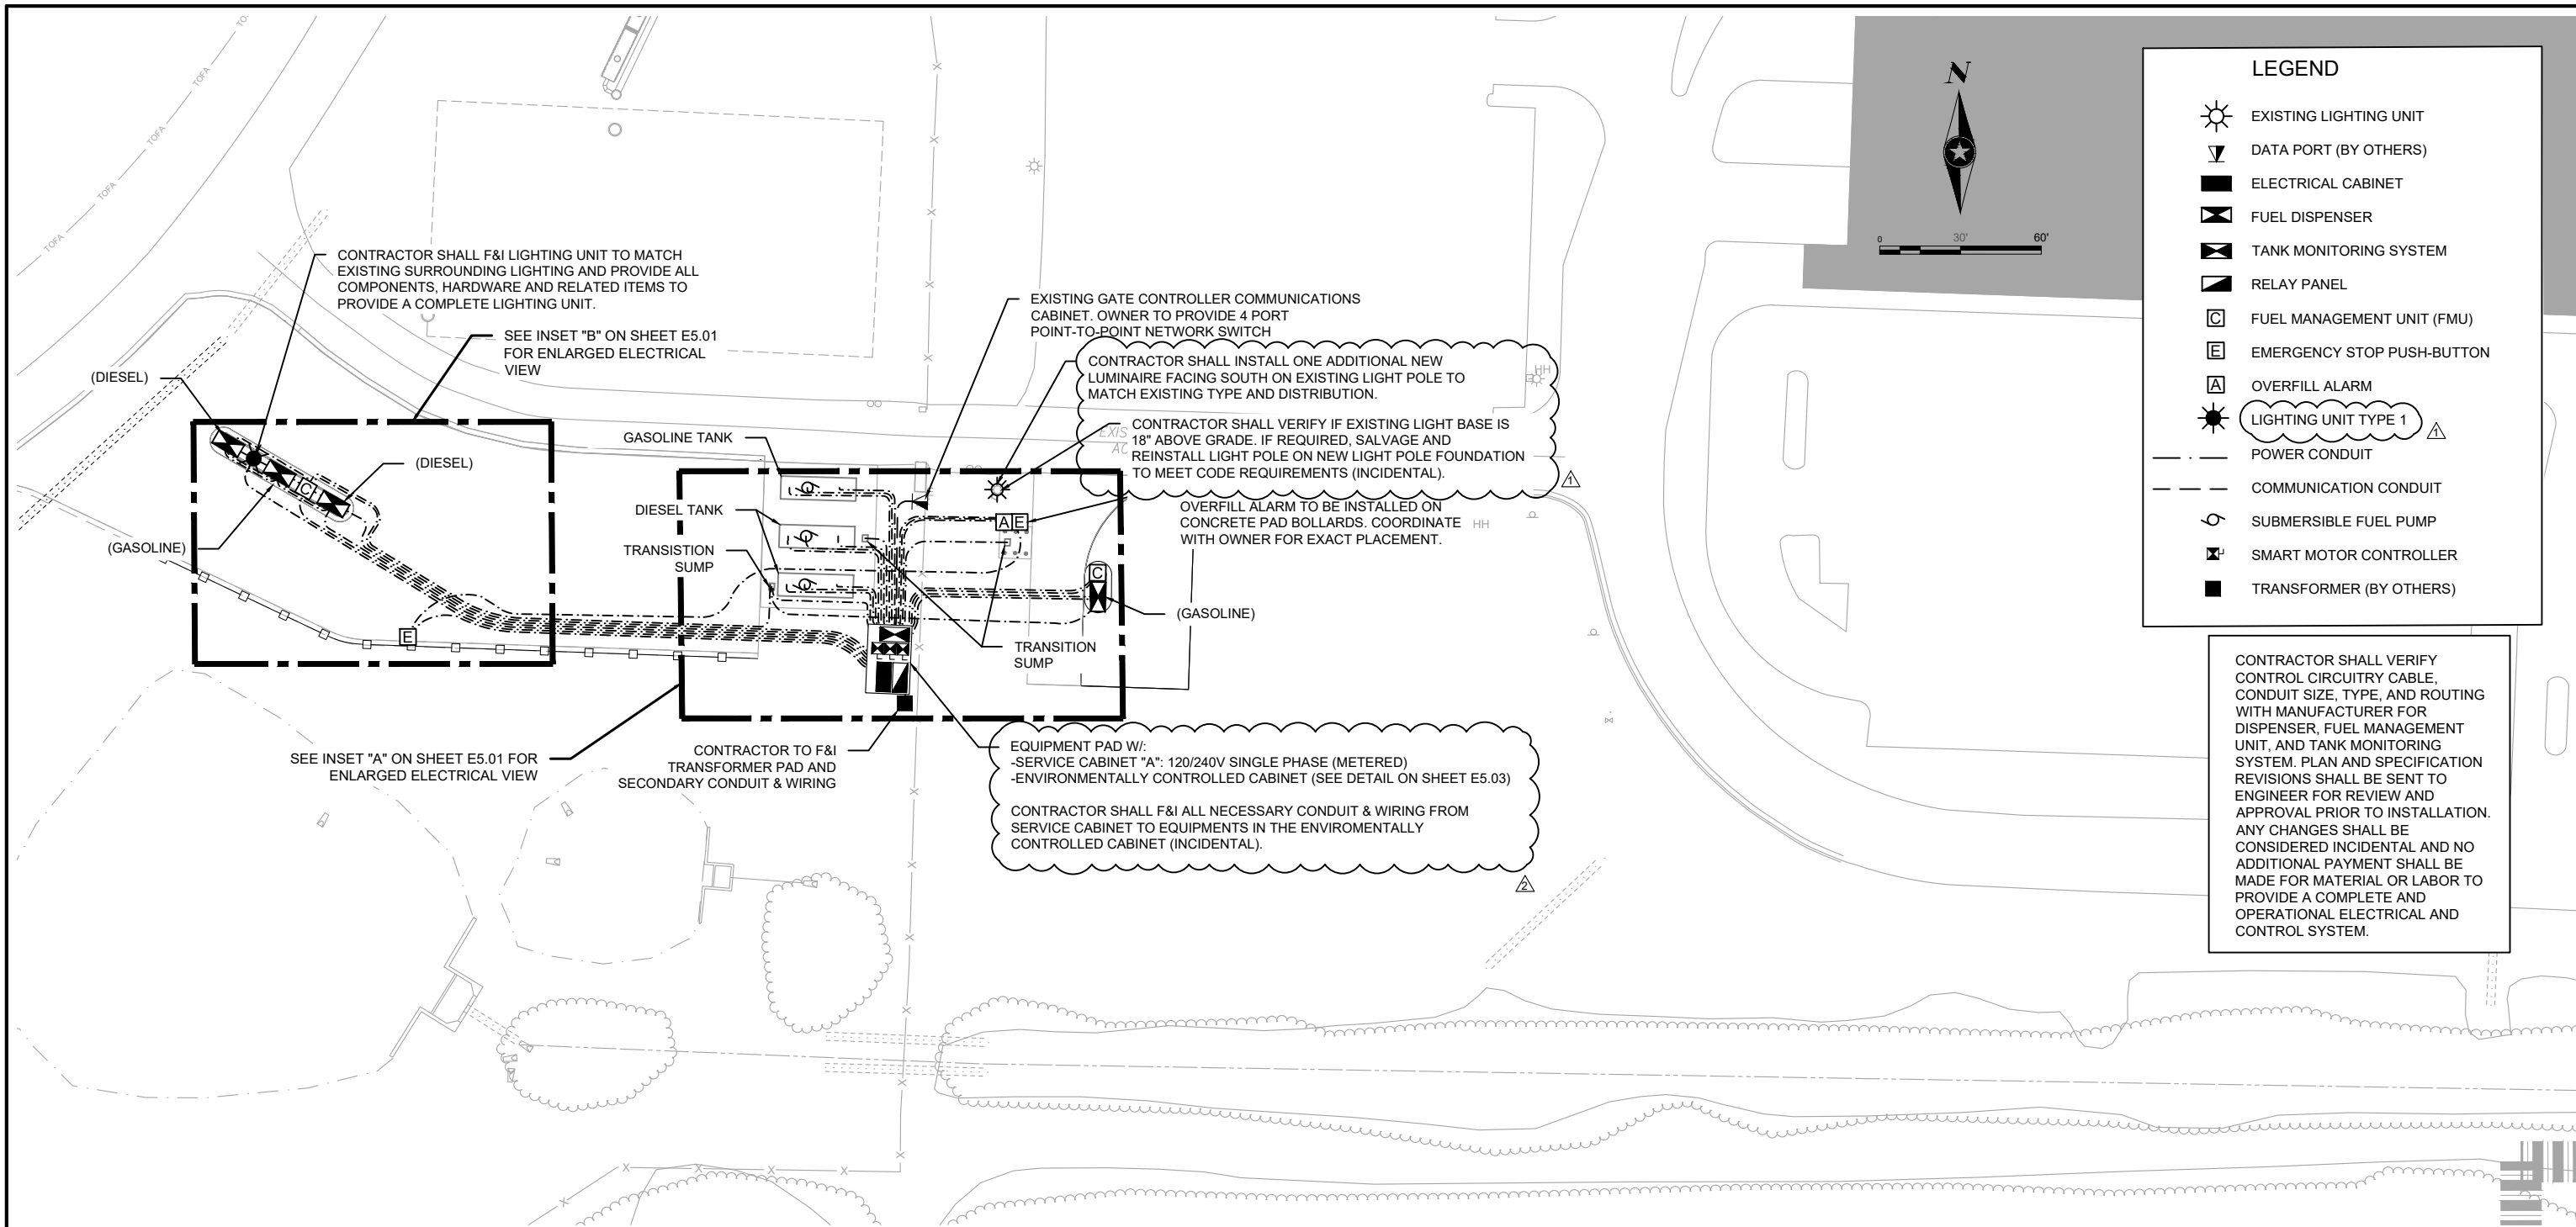 TOFA
TOFA
TOFA
TOFA
CONTRACTOR SHALL F&I LIGHTING UNIT TO MATCH
EXISTING SURROUNDING LIGHTING AND PROVIDE ALL
COMPONENTS, HARDWARE AND RELATED ITEMS TO
PROVIDE A COMPLETE LIGHTING UNIT.
SEE INSET "B" ON SHEET E5.01
FOR ENLARGED ELECTRICAL
VIEW
(DIESEL)
(DIESEL)
(GASOLINE)
C
E
GASOLINE TANK
DIESEL TANK
TRANSISTION
SUMP
EXISTING GATE CONTROLLER COMMUNICATIONS
CABINET. OWNER TO PROVIDE 4 PORT
POINT-TO-POINT NETWORK SWITCH
CONTRACTOR SHALL INSTALL ONE ADDITIONAL NEW
LUMINAIRE FACING SOUTH ON EXISTING LIGHT POLE TO
MATCH EXISTING TYPE AND DISTRIBUTION.
HH
CONTRACTOR SHALL VERIFY IF EXISTING LIGHT BASE IS
18" ABOVE GRADE. IF REQUIRED, SALVAGE AND
REINSTALL LIGHT POLE ON NEW LIGHT POLE FOUNDATION
TO MEET CODE REQUIREMENTS (INCIDENTAL).
1
OVERFILL ALARM TO BE INSTALLED ON
CONCRETE PAD BOLLARDS. COORDINATE
WITH OWNER FOR EXACT PLACEMENT.
HH
A E
C
(GASOLINE)
TRANSITION
SUMP
SEE INSET "A" ON SHEET E5.01 FOR
ENLARGED ELECTRICAL VIEW
CONTRACTOR TO F&I
TRANSFORMER PAD AND
SECONDARY CONDUIT & WIRING
EQUIPMENT PAD W/:
-SERVICE CABINET "A": 120/240V SINGLE PHASE (METERED)
-ENVIRONMENTALLY CONTROLLED CABINET (SEE DETAIL ON SHEET E5.03)
CONTRACTOR SHALL F&I ALL NECESSARY CONDUIT & WIRING FROM
SERVICE CABINET TO EQUIPMENTS IN THE ENVIROMENTALLY
CONTROLLED CABINET (INCIDENTAL).
2
N
0 30' 60'
LEGEND
EXISTING LIGHTING UNIT
DATA PORT (BY OTHERS)
ELECTRICAL CABINET
FUEL DISPENSER
TANK MONITORING SYSTEM
RELAY PANEL
C FUEL MANAGEMENT UNIT (FMU)
E EMERGENCY STOP PUSH-BUTTON
A OVERFILL ALARM
LIGHTING UNIT TYPE 1
1
POWER CONDUIT
COMMUNICATION CONDUIT
SUBMERSIBLE FUEL PUMP
SMART MOTOR CONTROLLER
TRANSFORMER (BY OTHERS)
CONTRACTOR SHALL VERIFY
CONTROL CIRCUITRY CABLE,
CONDUIT SIZE, TYPE, AND ROUTING
WITH MANUFACTURER FOR
DISPENSER, FUEL MANAGEMENT
UNIT, AND TANK MONITORING
SYSTEM. PLAN AND SPECIFICATION
REVISIONS SHALL BE SENT TO
ENGINEER FOR REVIEW AND
APPROVAL PRIOR TO INSTALLATION.
ANY CHANGES SHALL BE
CONSIDERED INCIDENTAL AND NO
ADDITIONAL PAYMENT SHALL BE
MADE FOR MATERIAL OR LABOR TO
PROVIDE A COMPLETE AND
OPERATIONAL ELECTRICAL AND
CONTROL SYSTEM.